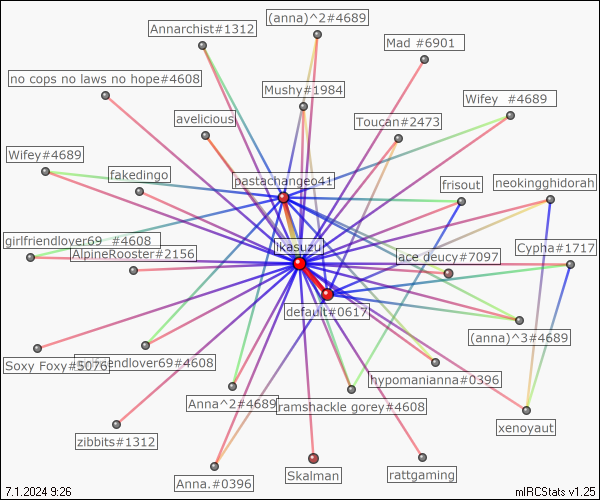 (anna)^2#4689
Annarchist#1312
Mad #6901
no cops no laws no hope#4608
Mushy#1984
Wifey  #4689
avelicious
Toucan#2473
Wifey#4689
fakedingo
pastachangeo41
frisout
neokingghidorah
girlfriendlover69  #4608
AlpineRooster#2156
ikasuzu
ace deucy#7097
Cypha#1717
default#0617
(anna)^3#4689
Soxy Foxy#5076
hypomanianna#0396
Anna^2#4689
ramshackle gorey#4608
xenoyaut
zibbits#1312
Anna.#0396
Skalman
rattgaming
7.1.2024 9:26
mIRCStats v1.25